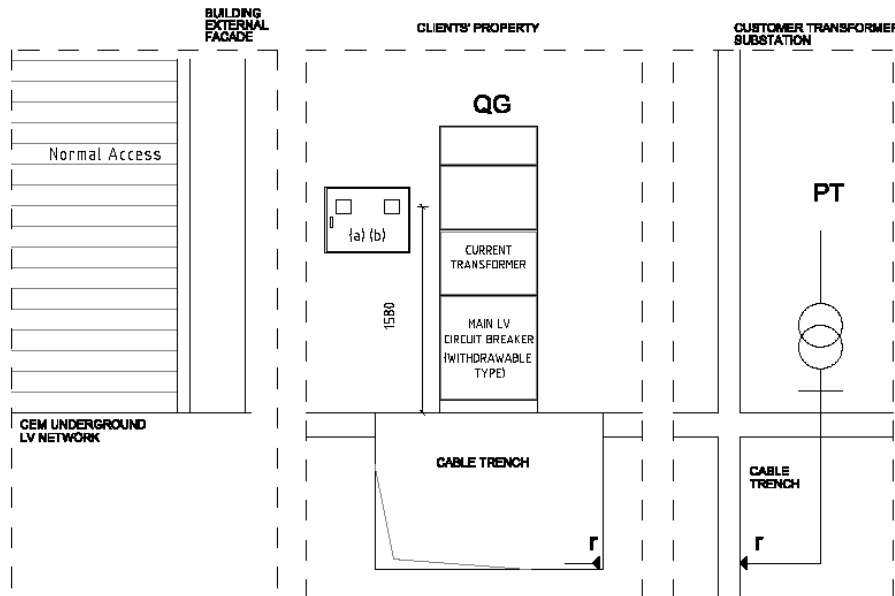 BUILDING
EXTERNAL
FACADE
CLIENTS' PROPERTY
CUSTOMER TRANSFORMER
SUBSTATION
QG
Normal Access
PT
(a) (b)
CURRENT
TRANSFORMER
1580
MAIN LV
CIRCUIT BREAKER
(WITHDRAWABLE
TYPE)
CEM UNDERGROUND
LV NETWORK
CABLE TRENCH
CABLE
TRENCH
r
r